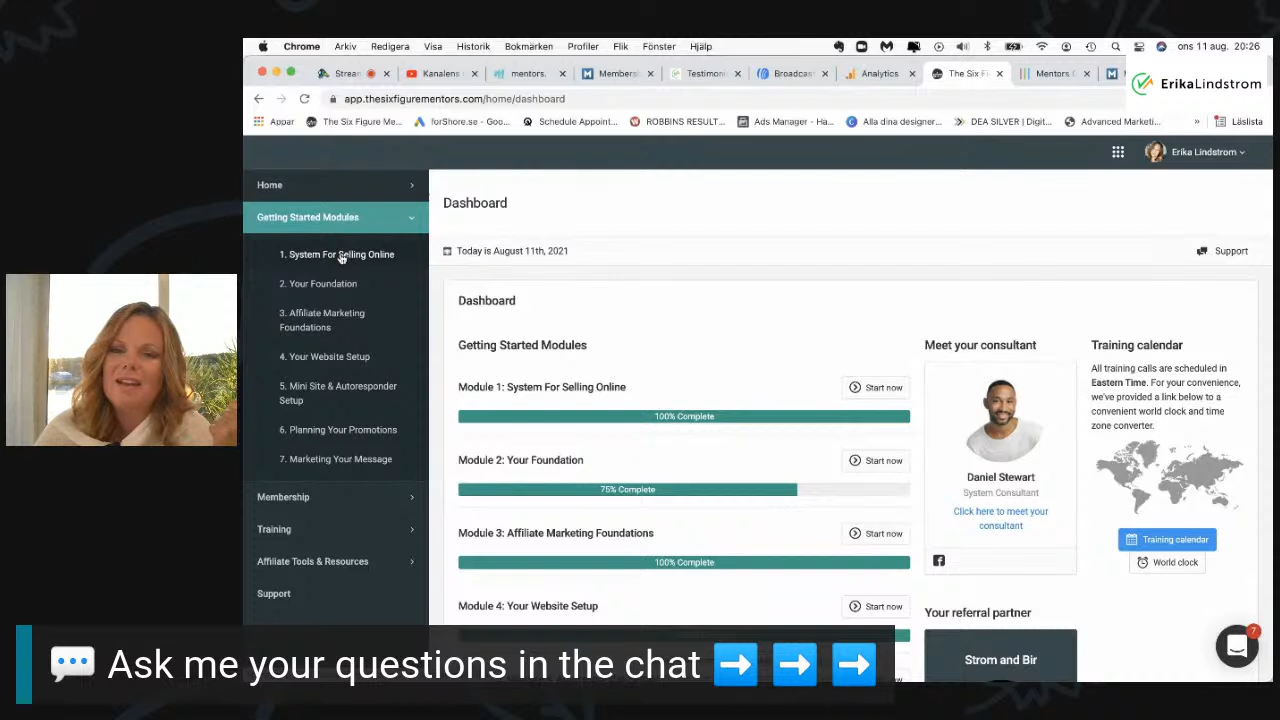 Chrome Arkiv Redigera Visa Historik Bokmärken Profiler Flik Fönster Hjälp ons 11 aug. 20:26
Strea Kanalens mentors. Members Testimoni Broadcas Analytics The Six Fi Mentors
ErikaLindstrom
app.thesixfigurementors.com/home/dashboard
Appar The Six Figure Me... forShore.se - Goo... Schedule Appoint... ROBBINS RESULT... Ads Manager - Ha... Alla dina designer... DEA SILVER | Digit... Advanced Marketi... » Läslista
Erika Lindstrom
Home
Getting Started Modules
1. System For Selling Online
2. Your Foundation
3. Affiliate Marketing
Foundations
4. Your Website Setup
5. Mini Site & Autoresponder
Setup
6. Planning Your Promotions
7. Marketing Your Message
Membership
Training
Affiliate Tools & Resources
Support
Dashboard
Today is August 11th, 2021
Support
Dashboard
Getting Started Modules
Module 1: System For Selling Online
Start now
100% Complete
Module 2: Your Foundation
Start now
75% Complete
Module 3: Affiliate Marketing Foundations
Start now
100% Complete
Module 4: Your Website Setup
Start now
Meet your consultant
Daniel Stewart
System Consultant
Click here to meet your
consultant
Your referral partner
Strom and Bir
Training calendar
All training calls are scheduled in
Eastern Time. For your convenience,
we've provided a link below to a
convenient world clock and time
zone converter.
Training calendar
World clock
7
Ask me your questions in the chat